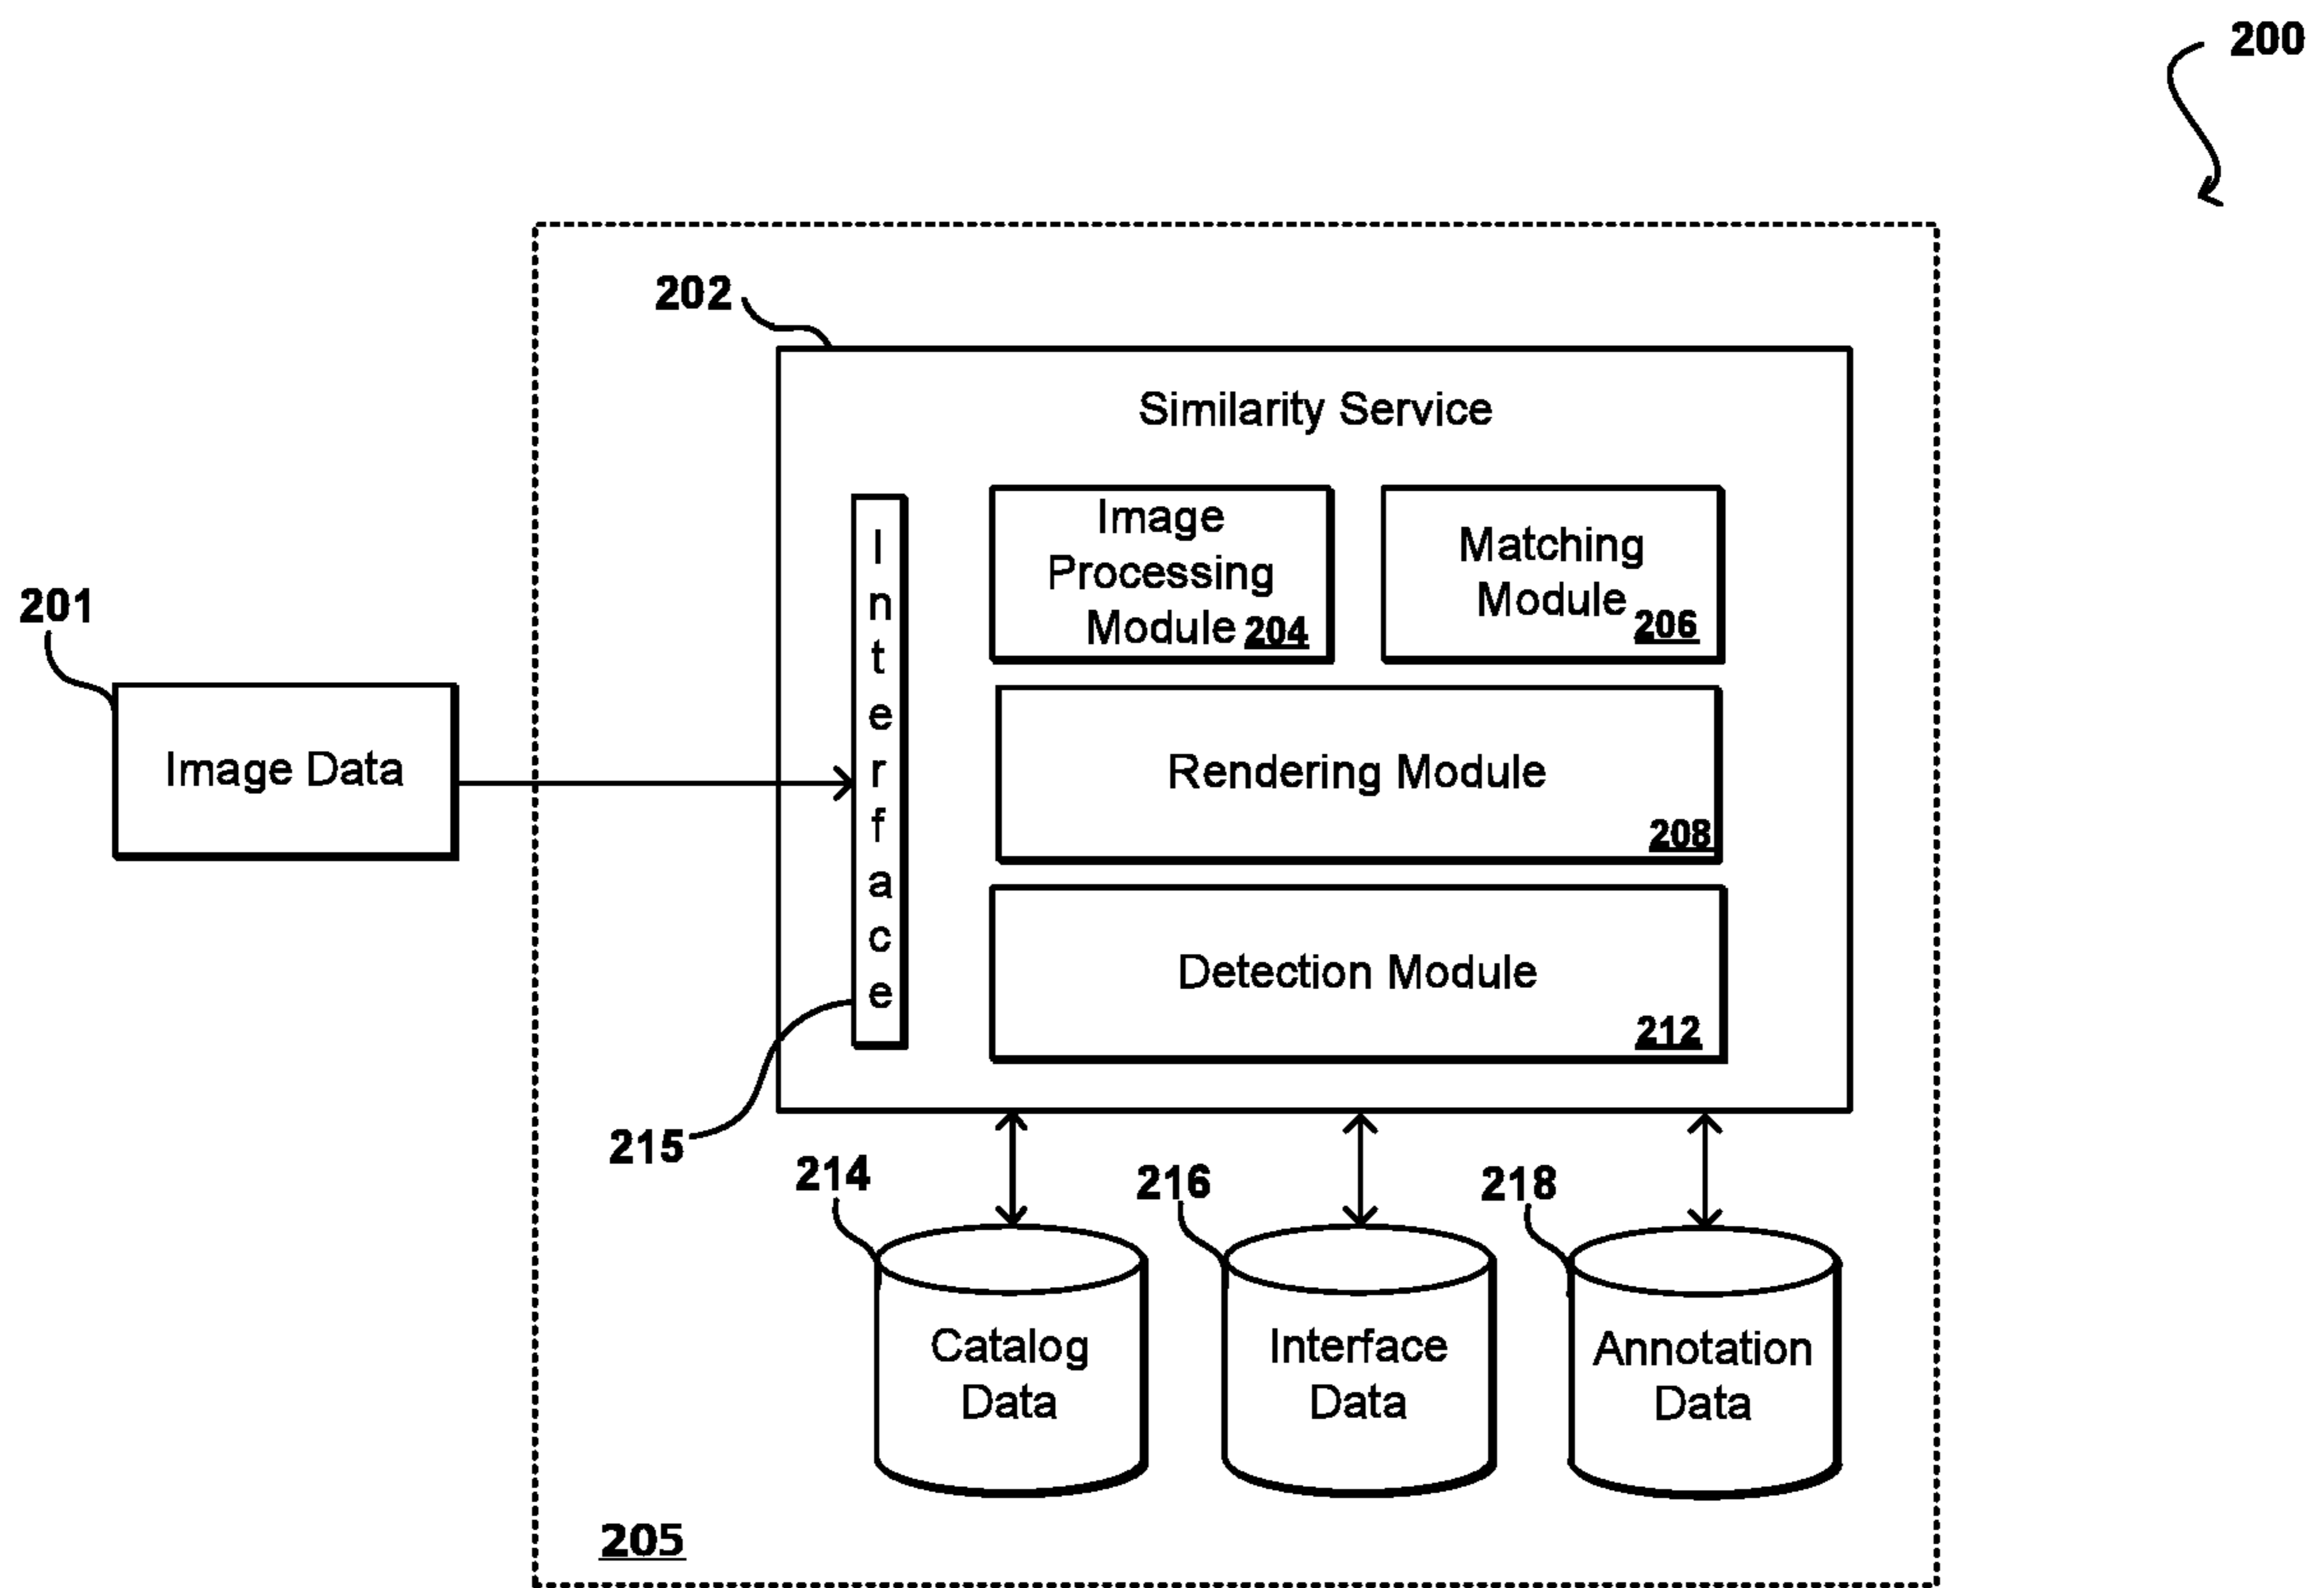 200
202
Similarity Service
Interface
Image
Processing
Module 204
Matching
Module 206
201
Image Data
Rendering Module
208
Detection Module
212
215
214
216
218
Catalog
Data
Interface
Data
Annotation
Data
205